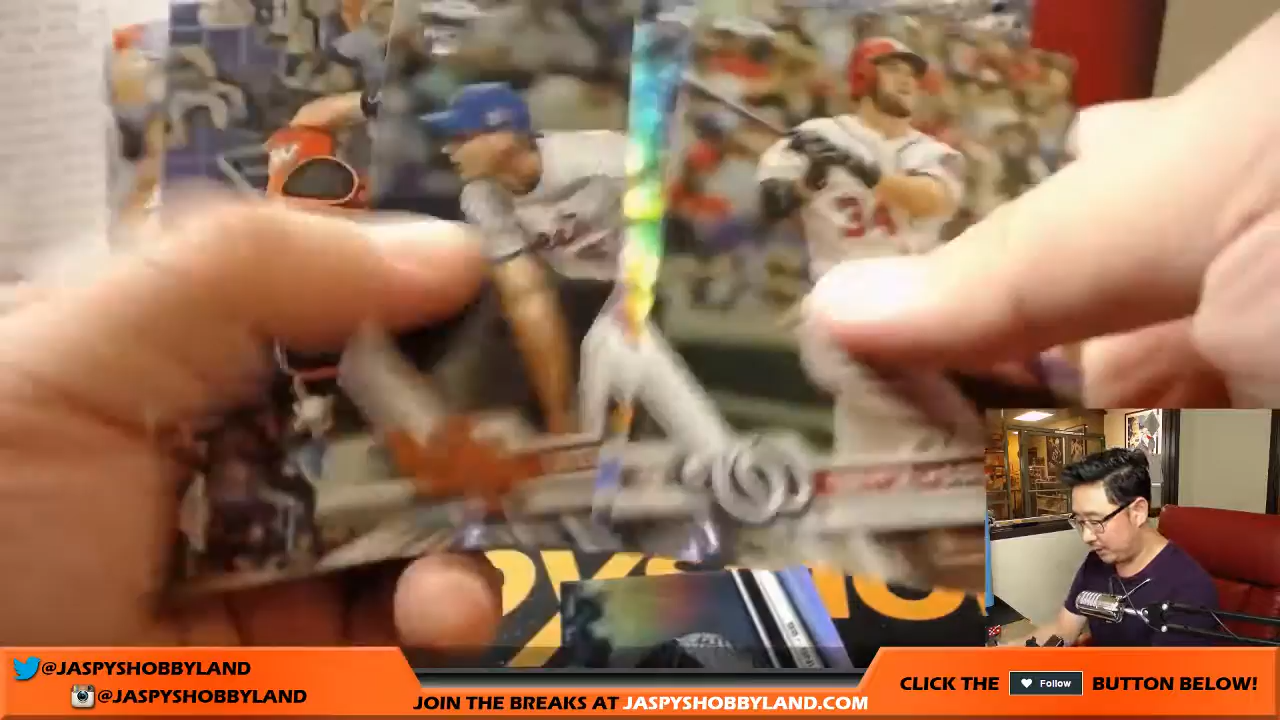 34
@JASPYSHOBBYLAND
@JASPYSHOBBYLAND
JOIN THE BREAKS AT JASPYSHOBBYLAND.COM
CLICK THE Follow BUTTON BELOW!